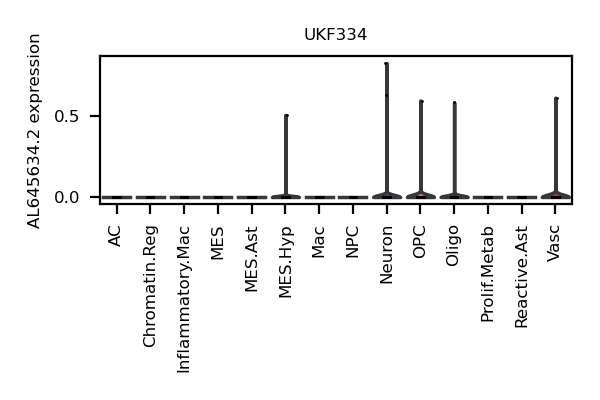 UKF334
AL645634.2 expression
0.5
0.0
AC
Chromatin.Reg
Inflammatory.Mac
MES
MES.Ast
MES.Hyp
Mac
NPC
Neuron
OPC
Oligo
Prolif.Metab
Reactive.Ast
Vasc